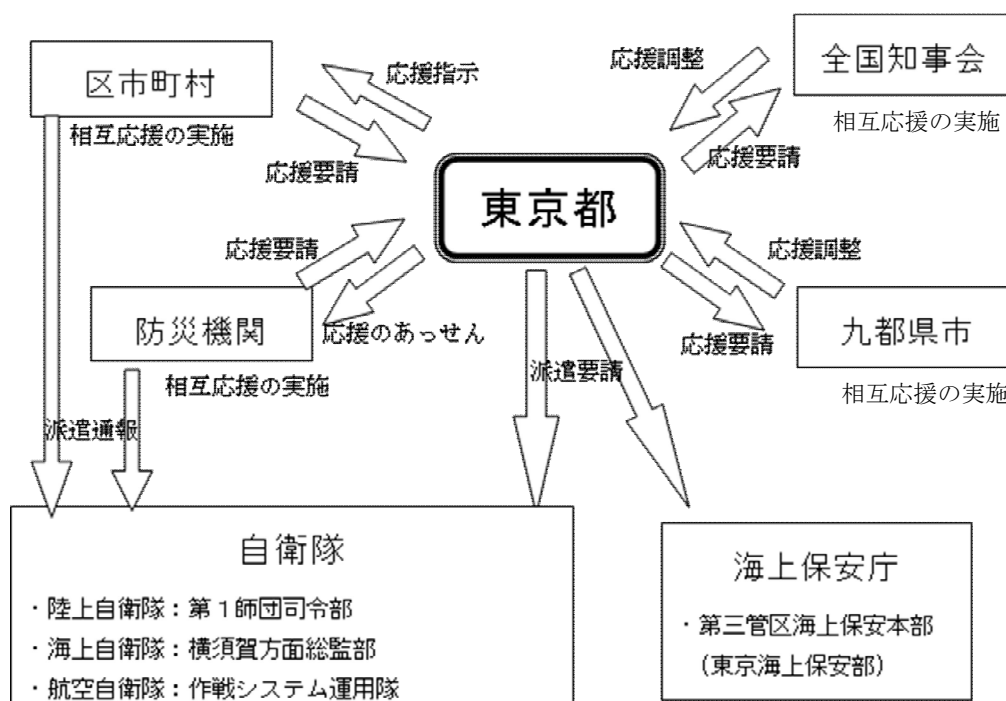 区市町村
応援指示
応援調整
全国知事会
相互応援の実施
相互応援の実施
応援要請
応援要請
東京都
応援要請
応援調整
防災機関
応援のあっせん
応援要請
九都県市
相互応援の実施
派遣要請
相互応援の実施
派遣通報
自衛隊
・陸上自衛隊：第１師団司令部
・海上自衛隊：横須賀方面総監部
・航空自衛隊：作戦システム運用隊
海上保安庁
・第三管区海上保安本部
（東京海上保安部）